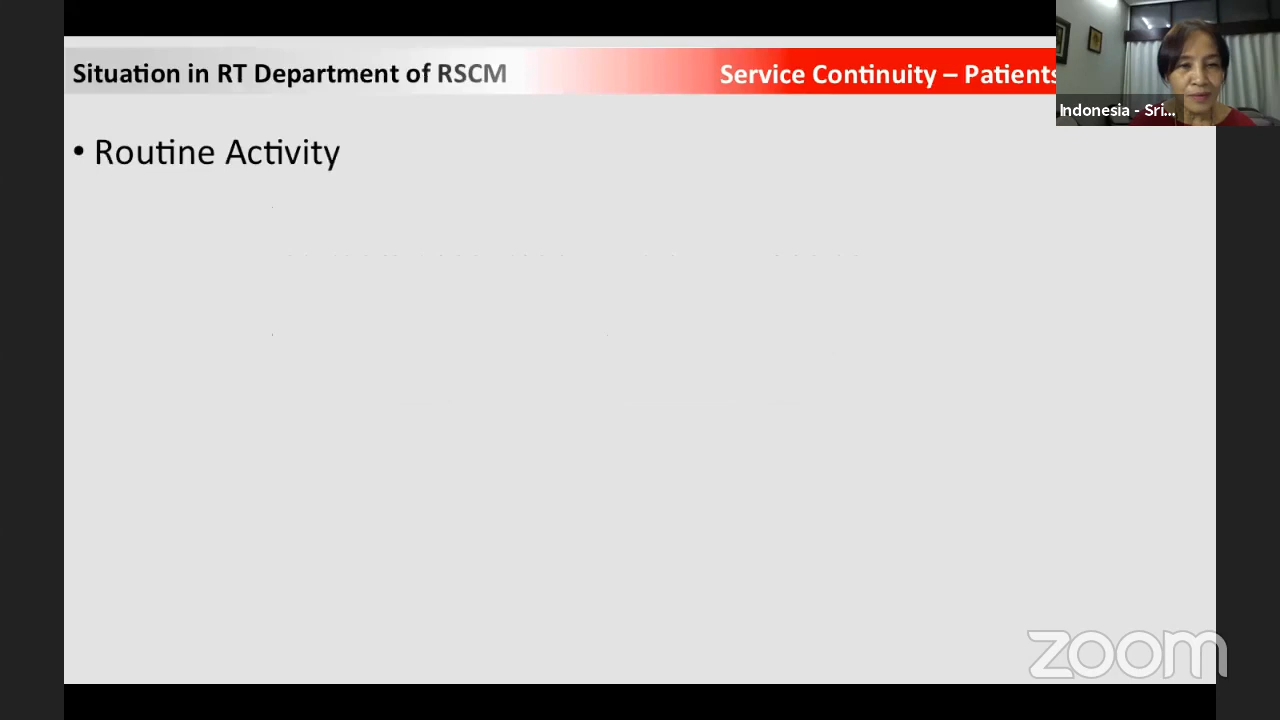 Situation in RT Department of RSCM
Service Continuity – Patients
Indonesia - Sri...
• Routine Activity
zoom